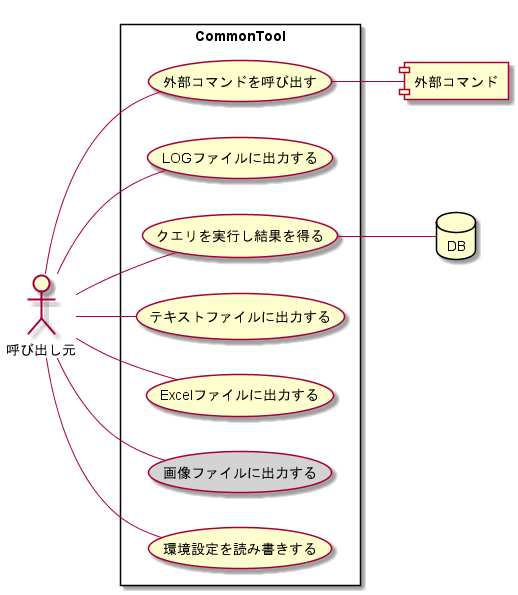 CommonTool
外部コマンドを呼び出す
外部コマンド
LOGファイルに出力する
クエリを実行し結果を得る
DB
呼び出し元
テキストファイルに出力する
Excelファイルに出力する
画像ファイルに出力する
環境設定を読み書きする